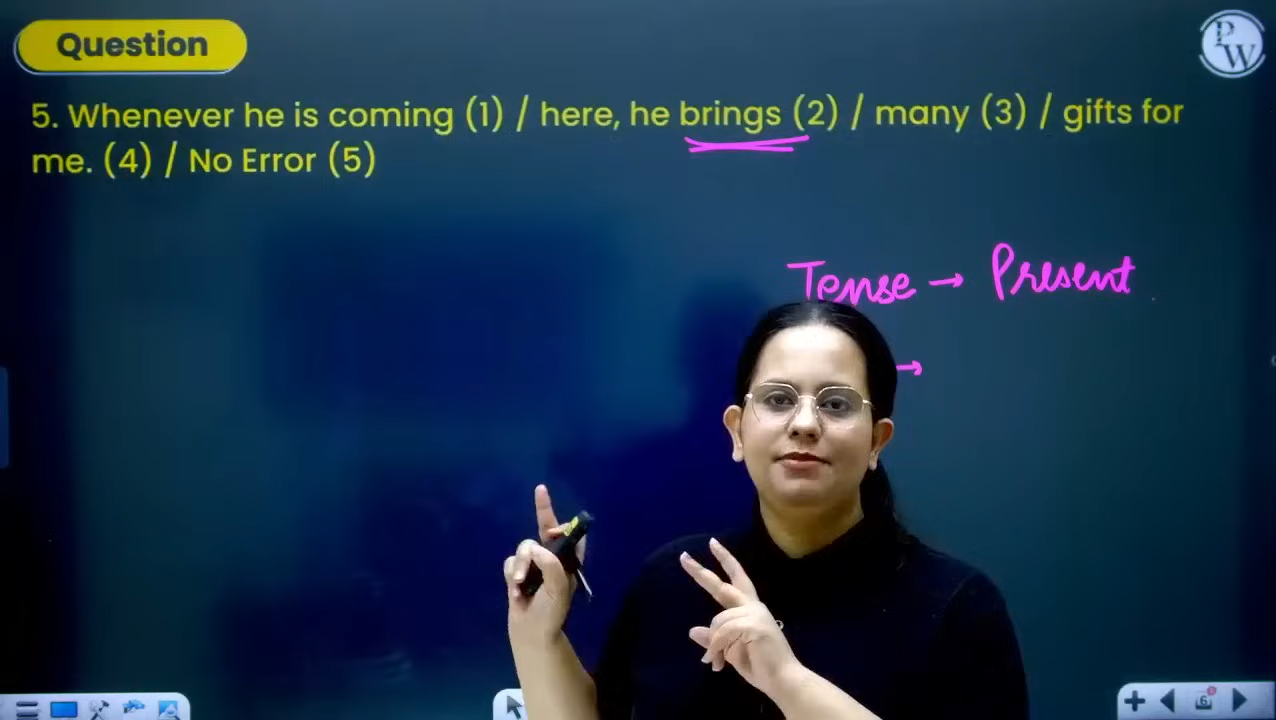 Question
PW
5. Whenever he is coming (1) / here, he brings (2) / many (3) / gifts for
me. (4) / No Error (5)
Tense → Present
→
6